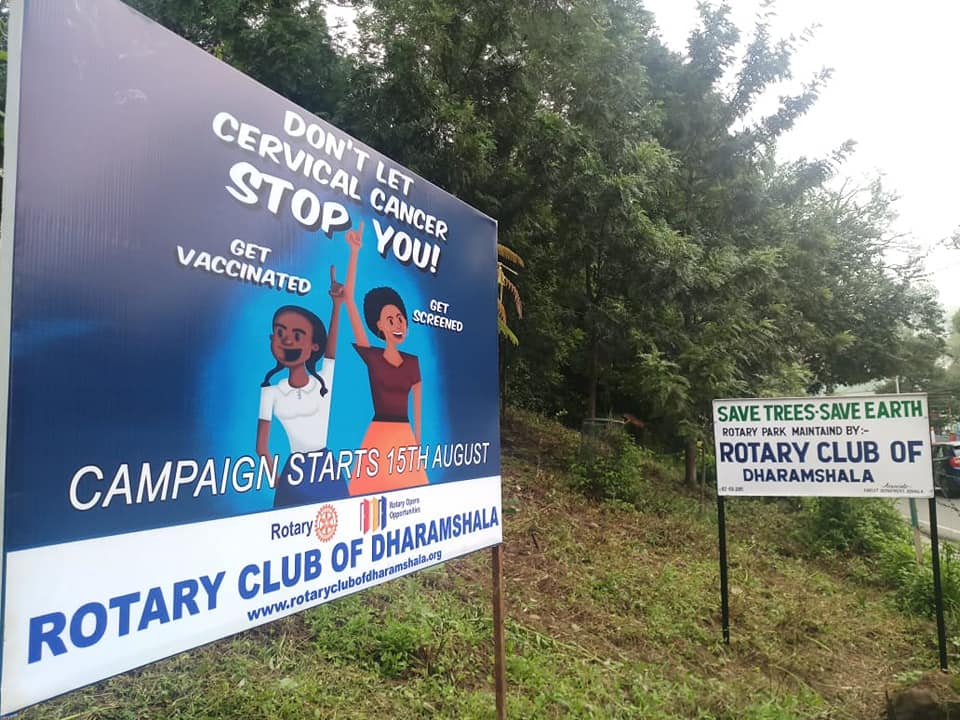 DON'T LET
CERVICAL CANCER
STOP YOU!
GET
VACCINATED
GET
SCREENED
CAMPAIGN STARTS 15TH AUGUST
Rotary
Rotary Opens
Opportunities
ROTARY CLUB OF DHARAMSHALA
www.rotaryclubofdharamshala.org
SAVE TREES-SAVE EARTH
ROTARY PARK MAINTAIND BY:-
ROTARY CLUB OF
DHARAMSHALA